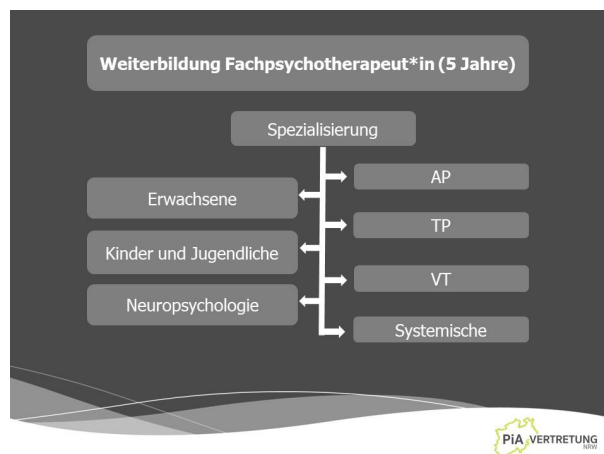 Weiterbildung Fachpsychotherapeut*in (5 Jahre)
Spezialisierung
Erwachsene
Kinder und Jugendliche
Neuropsychologie
AP
TP
VT
Systemische
PiA VERTRETUNG
NRW